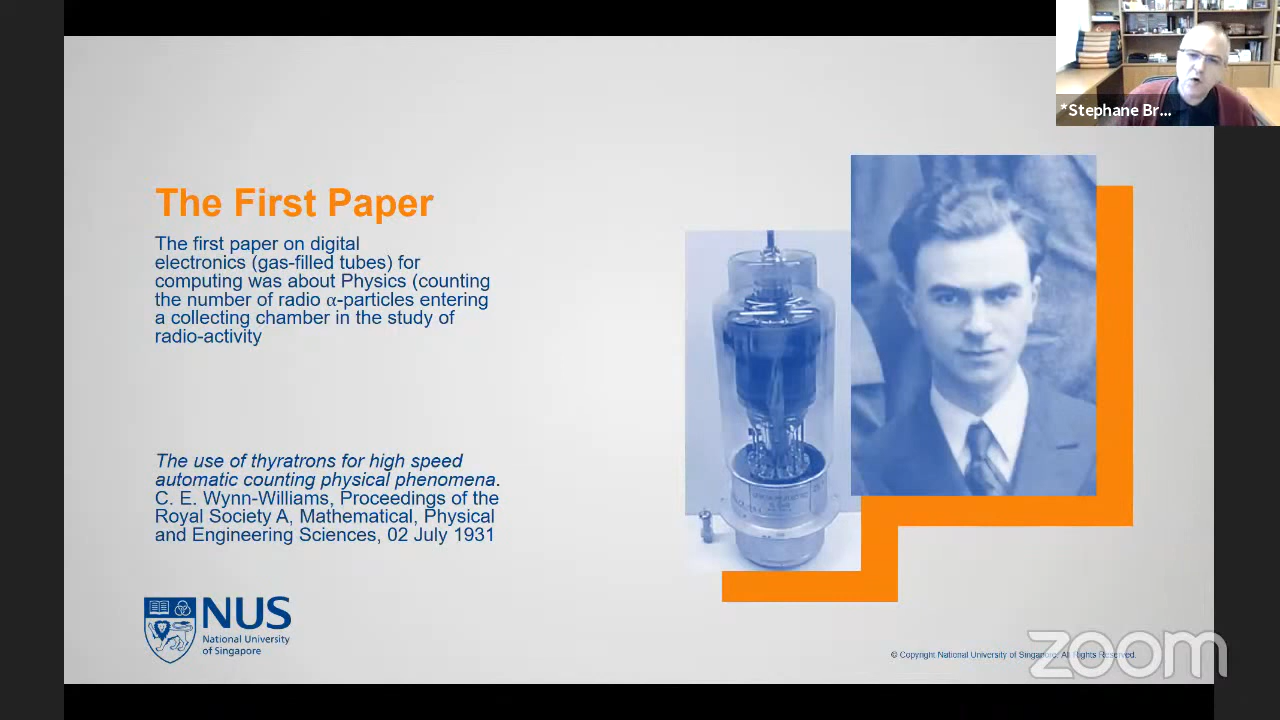 *Stephane Br...
The First Paper
The first paper on digital
electronics (gas-filled tubes) for
computing was about Physics (counting
the number of radio α-particles entering
a collecting chamber in the study of
radio-activity
The use of thyratrons for high speed
automatic counting physical phenomena.
C. E. Wynn-Williams, Proceedings of the
Royal Society A, Mathematical, Physical
and Engineering Sciences, 02 July 1931
NUS
National University
of Singapore
© Copyright National University of Singapore. All Rights Reserved.
zoom